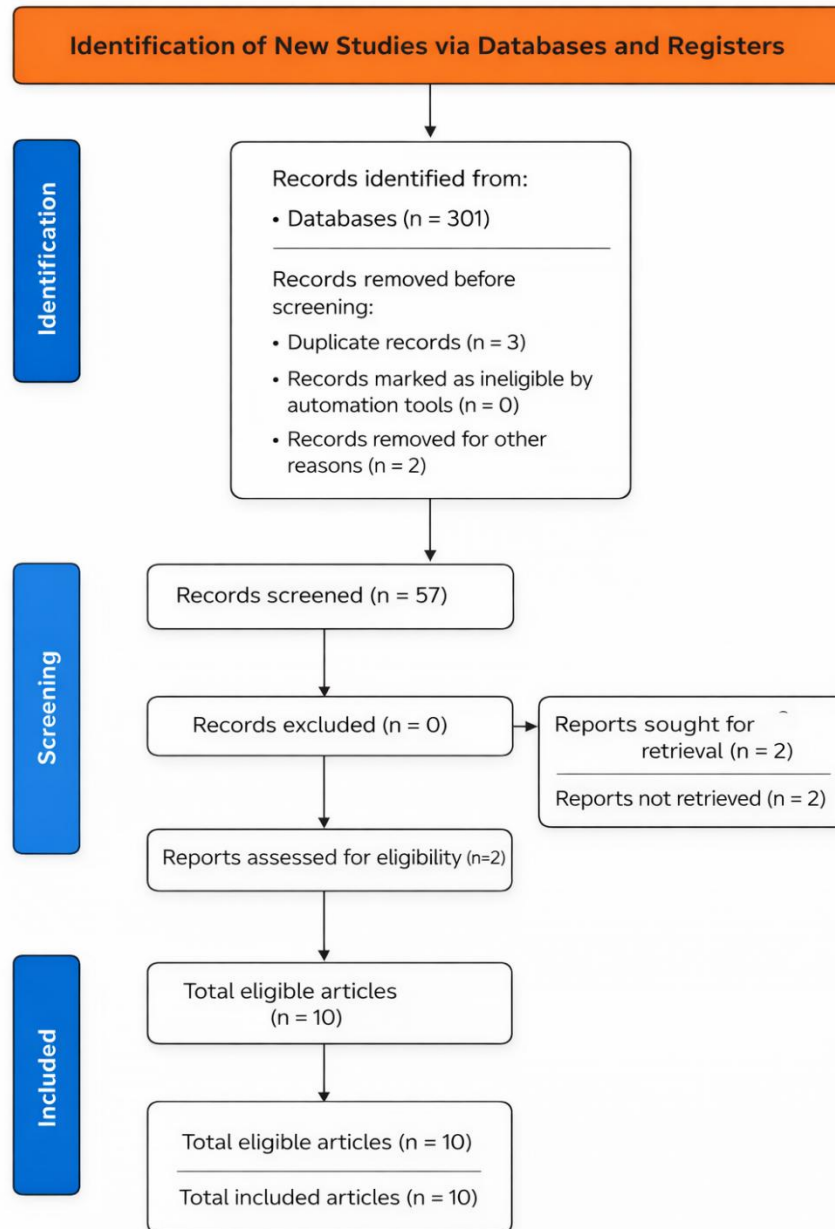 Identification of New Studies via Databases and Registers
Identification
Records identified from:
• Databases (n = 301)
Records removed before
screening:
• Duplicate records (n = 3)
• Records marked as ineligible by
automation tools (n = 0)
• Records removed for other
reasons (n = 2)
Screening
Records screened (n = 57)
Records excluded (n = 0)
Reports sought for
retrieval (n = 2)
Reports not retrieved (n = 2)
Reports assessed for eligibility (n=2)
Included
Total eligible articles
(n = 10)
Total eligible articles (n = 10)
Total included articles (n = 10)